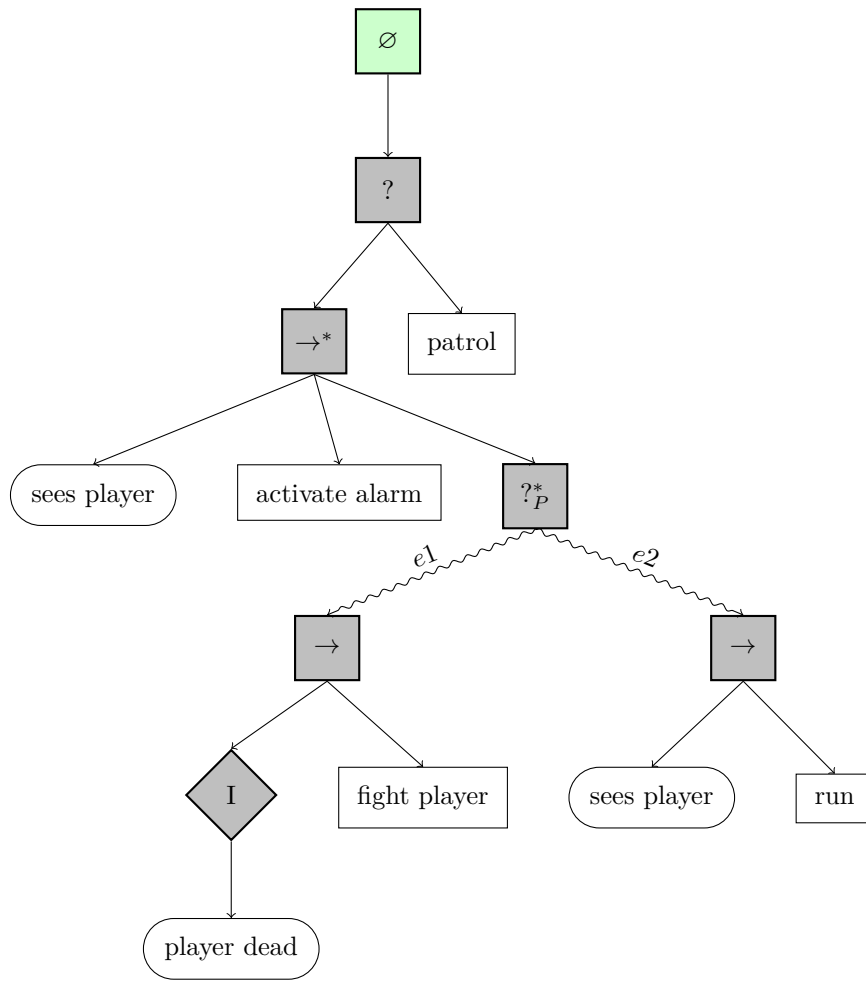 ∅
?
→*
patrol
sees player
activate alarm
?*P
e1
e2
→
→
I
fight player
sees player
run
player dead